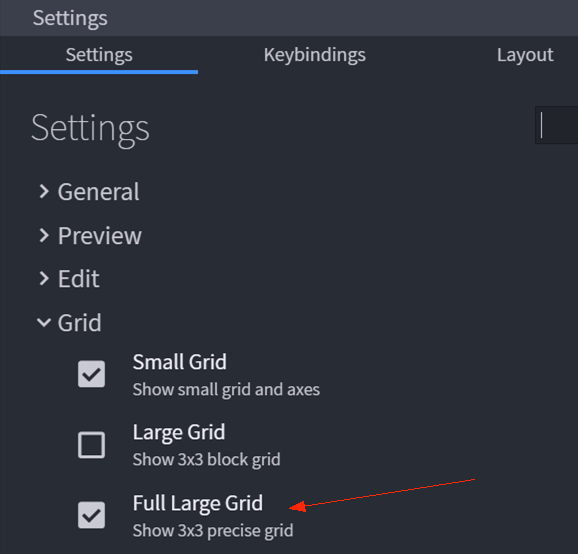 Settings
Settings Keybindings Layout
Settings
General
Preview
Edit
Grid
Small Grid
Show small grid and axes
Large Grid
Show 3x3 block grid
Full Large Grid
Show 3x3 precise grid